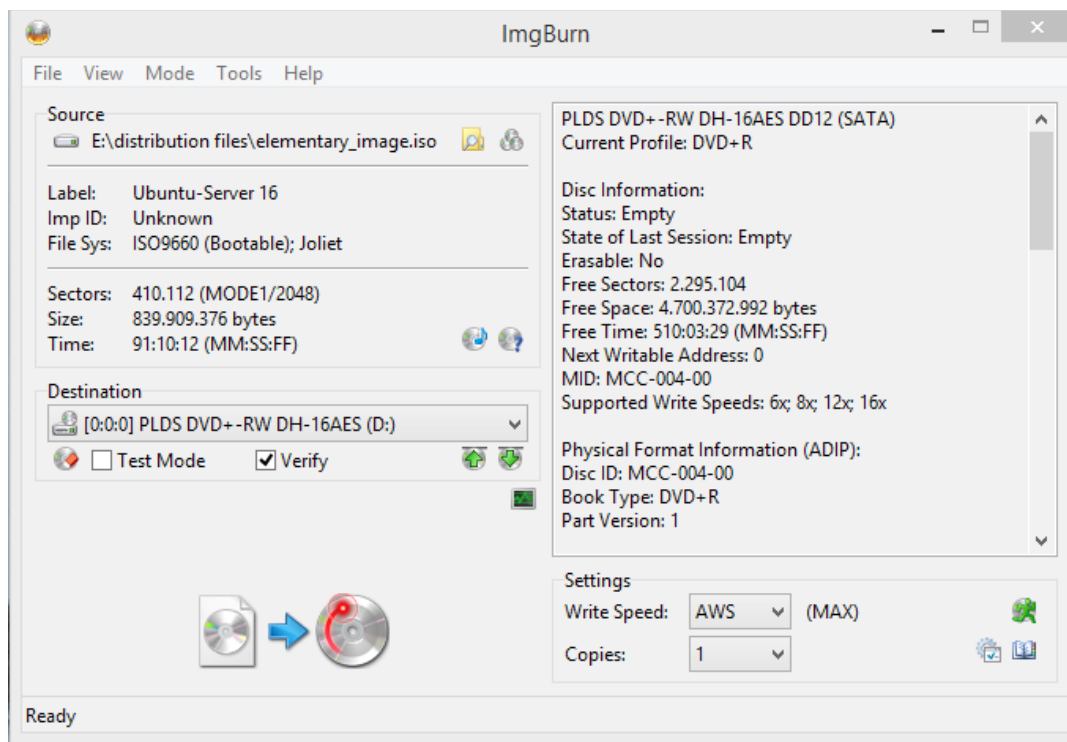 ImgBurn
File View Mode Tools Help
Source
E:\distribution files\elementary_image.iso
Label: Ubuntu-Server 16
Imp ID: Unknown
File Sys: ISO9660 (Bootable); Joliet
Sectors: 410.112 (MODE1/2048)
Size: 839.909.376 bytes
Time: 91:10:12 (MM:SS:FF)
Destination
[0:0:0] PLDS DVD+-RW DH-16AES (D:)
Test Mode Verify
PLDS DVD+-RW DH-16AES DD12 (SATA)
Current Profile: DVD+R
Disc Information:
Status: Empty
State of Last Session: Empty
Erasable: No
Free Sectors: 2.295.104
Free Space: 4.700.372.992 bytes
Free Time: 510:03:29 (MM:SS:FF)
Next Writable Address: 0
MID: MCC-004-00
Supported Write Speeds: 6x; 8x; 12x; 16x
Physical Format Information (ADIP):
Disc ID: MCC-004-00
Book Type: DVD+R
Part Version: 1
Settings
Write Speed: AWS (MAX)
Copies: 1
Ready